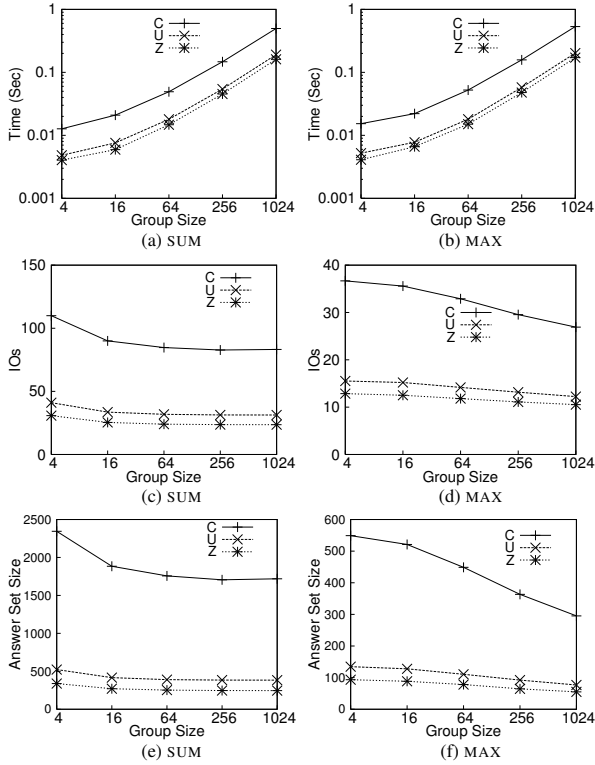 1
0.1
0.01
0.001
Time (Sec)
C
U
Z
4 16 64 256 1024
Group Size
(a) SUM
1
0.1
0.01
0.001
Time (Sec)
C
U
Z
4 16 64 256 1024
Group Size
(b) MAX
150
100
50
0
IOs
C
U
Z
4 16 64 256 1024
Group Size
(c) SUM
40
30
20
10
0
IOs
C
U
Z
4 16 64 256 1024
Group Size
(d) MAX
2500
2000
1500
1000
500
0
Answer Set Size
C
U
Z
4 16 64 256 1024
Group Size
(e) SUM
600
500
400
300
200
100
0
Answer Set Size
C
U
Z
4 16 64 256 1024
Group Size
(f) MAX